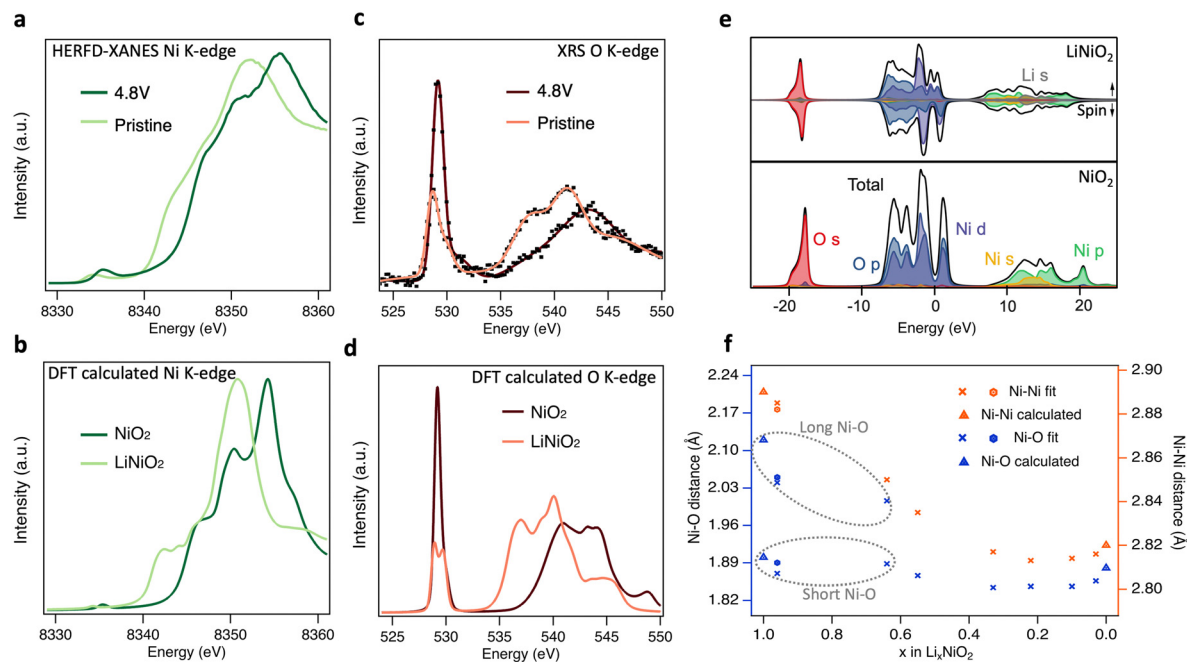 a
HERFD-XANES Ni K-edge
4.8V
Pristine
Intensity (a.u.)
8330 8340 8350 8360
Energy (eV)
b
DFT calculated Ni K-edge
NiO₂
LiNiO₂
Intensity (a.u.)
8330 8340 8350 8360
Energy (eV)
c
XRS O K-edge
4.8V
Pristine
Intensity (a.u.)
525 530 535 540 545 550
Energy (eV)
d
DFT calculated O K-edge
NiO₂
LiNiO₂
Intensity (a.u.)
525 530 535 540 545 550
Energy (eV)
e
LiNiO₂
Li s
Spin
NiO₂
Total
O s
O p
Ni d
Ni s
Ni p
-20 -10 0 10 20
Energy (eV)
f
Ni-O distance (Å)
2.24
2.17
2.10
2.03
1.96
1.89
1.82
Ni-Ni fit
Ni-Ni calculated
Ni-O fit
Ni-O calculated
Long Ni-O
Short Ni-O
2.90
2.88
2.86
2.84
2.82
2.80
Ni-Ni distance (Å)
1.0 0.8 0.6 0.4 0.2 0.0
x in LiₓNiO₂